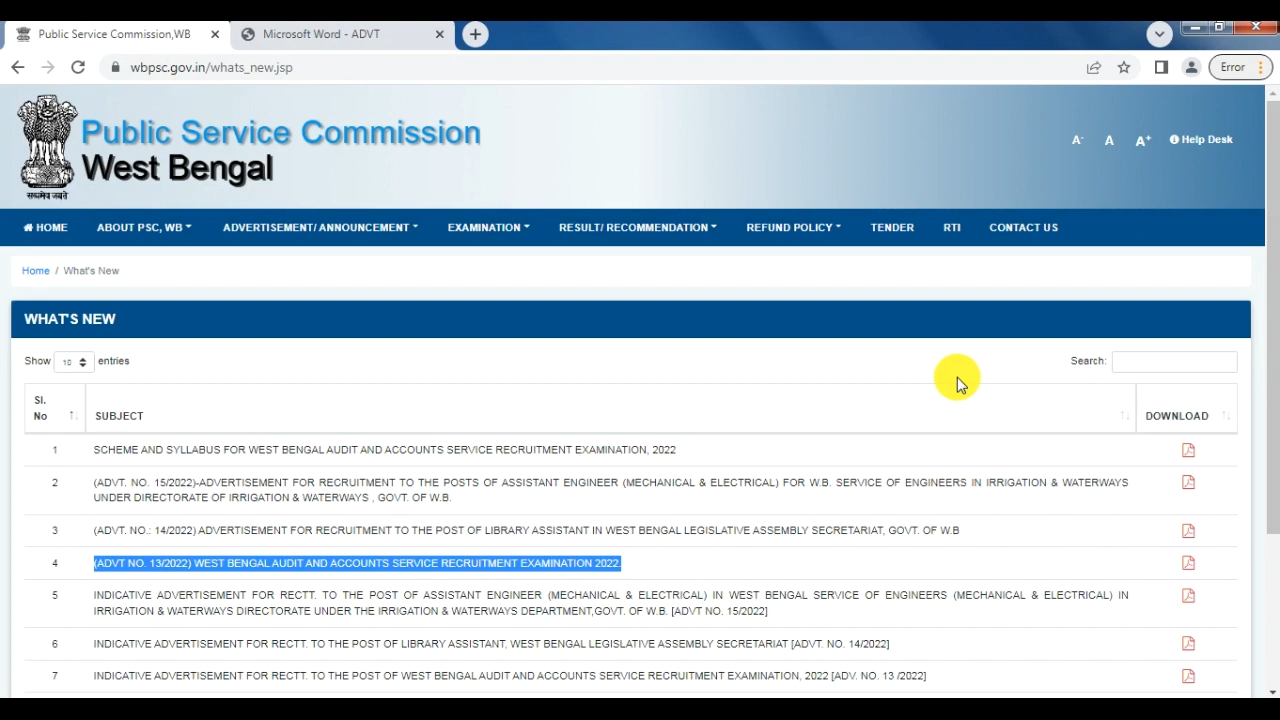 Public Service Commission,WB
Microsoft Word - ADVT
wbpsc.gov.in/whats_new.jsp
Error
Public Service Commission
West Bengal
सत्यमेव जयते
A-
A
A+
Help Desk
HOME
ABOUT PSC, WB
ADVERTISEMENT/ ANNOUNCEMENT
EXAMINATION
RESULT/ RECOMMENDATION
REFUND POLICY
TENDER
RTI
CONTACT US
Home / What's New
WHAT'S NEW
Show 10 entries
Search:
Sl. No
SUBJECT
DOWNLOAD
1 SCHEME AND SYLLABUS FOR WEST BENGAL AUDIT AND ACCOUNTS SERVICE RECRUITMENT EXAMINATION, 2022
2 (ADVT. NO. 15/2022)-ADVERTISEMENT FOR RECRUITMENT TO THE POSTS OF ASSISTANT ENGINEER (MECHANICAL & ELECTRICAL) FOR W.B. SERVICE OF ENGINEERS IN IRRIGATION & WATERWAYS
UNDER DIRECTORATE OF IRRIGATION & WATERWAYS , GOVT. OF W.B.
3 (ADVT. NO.: 14/2022) ADVERTISEMENT FOR RECRUITMENT TO THE POST OF LIBRARY ASSISTANT IN WEST BENGAL LEGISLATIVE ASSEMBLY SECRETARIAT, GOVT. OF W.B
4 (ADVT NO. 13/2022) WEST BENGAL AUDIT AND ACCOUNTS SERVICE RECRUITMENT EXAMINATION 2022.
5 INDICATIVE ADVERTISEMENT FOR RECTT. TO THE POST OF ASSISTANT ENGINEER (MECHANICAL & ELECTRICAL) IN WEST BENGAL SERVICE OF ENGINEERS (MECHANICAL & ELECTRICAL) IN
IRRIGATION & WATERWAYS DIRECTORATE UNDER THE IRRIGATION & WATERWAYS DEPARTMENT,GOVT. OF W.B. [ADVT NO. 15/2022]
6 INDICATIVE ADVERTISEMENT FOR RECTT. TO THE POST OF LIBRARY ASSISTANT, WEST BENGAL LEGISLATIVE ASSEMBLY SECRETARIAT [ADVT. NO. 14/2022]
7 INDICATIVE ADVERTISEMENT FOR RECTT. TO THE POST OF WEST BENGAL AUDIT AND ACCOUNTS SERVICE RECRUITMENT EXAMINATION, 2022 [ADV. NO. 13 /2022]